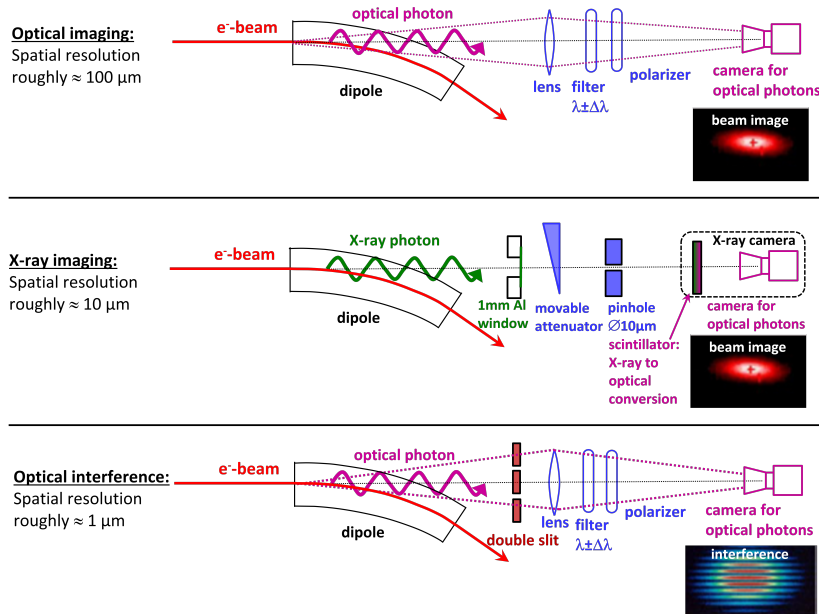 Optical imaging:
Spatial resolution
roughly ≈ 100 µm
e⁻-beam
optical photon
dipole
lens
filter
λ±Δλ
polarizer
camera for
optical photons
beam image
X-ray imaging:
Spatial resolution
roughly ≈ 10 µm
e⁻-beam
X-ray photon
dipole
1mm Al
window
movable
attenuator
pinhole
∅10µm
scintillator:
X-ray to
optical
conversion
X-ray camera
camera for
optical photons
beam image
Optical interference:
Spatial resolution
roughly ≈ 1 µm
e⁻-beam
optical photon
dipole
double slit
lens
filter
λ±Δλ
polarizer
camera for
optical photons
interference